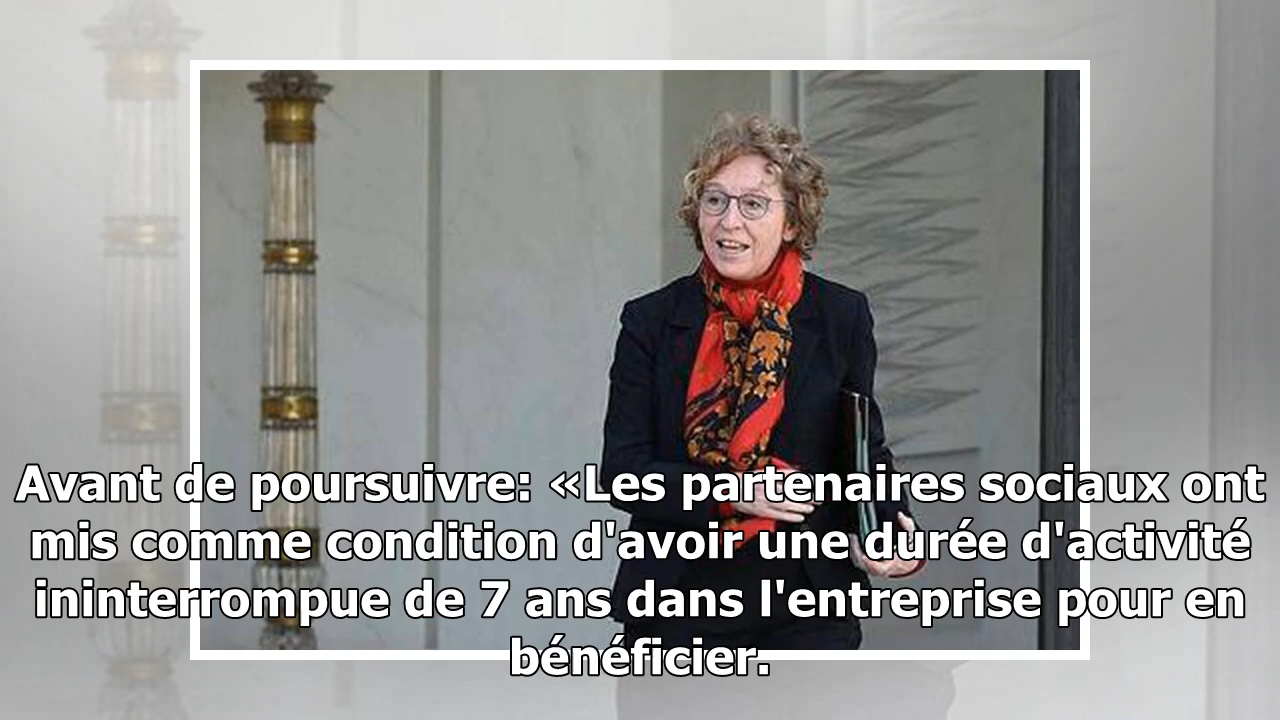 Avant de poursuivre: «Les partenaires sociaux ont
mis comme condition d'avoir une durée d'activité
ininterrompue de 7 ans dans l'entreprise pour en
bénéficier.